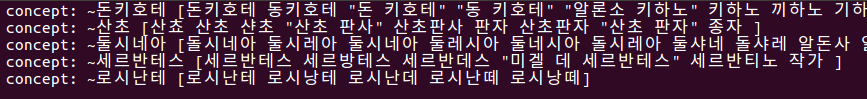 concept: ~돈키호테 [돈키호테 동키호테 "돈 키호테" "동 키호테" "알론소 키하노" 키하노 끼하노 기하
concept: ~산초 [산쵸 산초 산초 "산초 판사" 산초판사 판자 산초판자 "산초 판자" 종자 ]
concept: ~둘시네아 [돌시네아 둘시레아 둘시네아 둘레시아 둘네시아 돌시레아 둘샤네 돌샤레 알돈사
concept: ~세르반테스 [세르반테스 세르방테스 세르반데스 "미겔 데 세르반테스" 세르반티노 작가 ]
concept: ~로시난테 [로시난테 로시낭테 로시난데 로시난떼 로시낭떼]